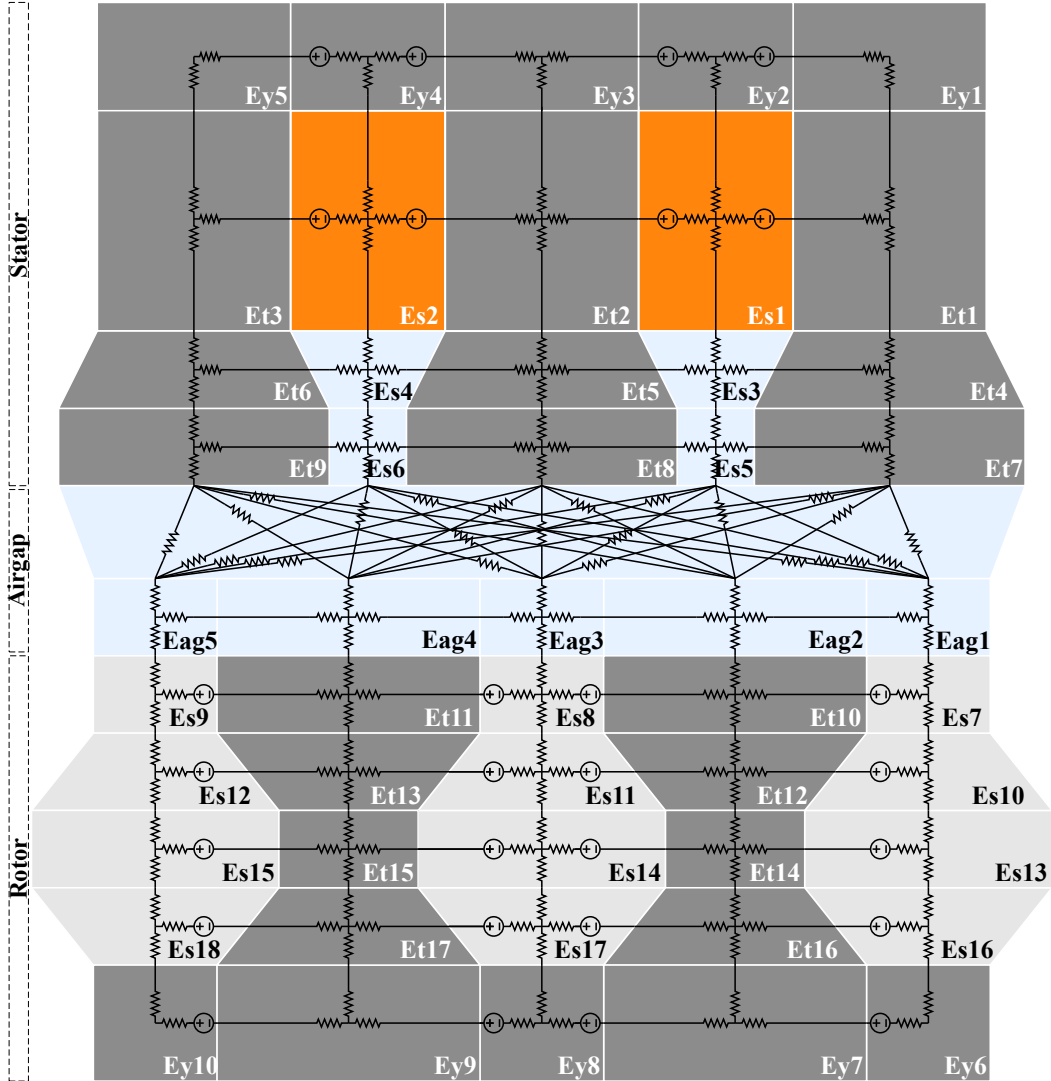 Stator
Airgap
Rotor
Ey5 Ey4 Ey3 Ey2 Ey1
Et3 Es2 Et2 Es1 Et1
Et6 Es4 Et5 Es3 Et4
Et9 Es6 Et8 Es5 Et7
Eag5 Eag4 Eag3 Eag2 Eag1
Es9 Et11 Es8 Et10 Es7
Es12 Et13 Es11 Et12 Es10
Es15 Et15 Es14 Et14 Es13
Es18 Et17 Es17 Et16 Es16
Ey10 Ey9 Ey8 Ey7 Ey6